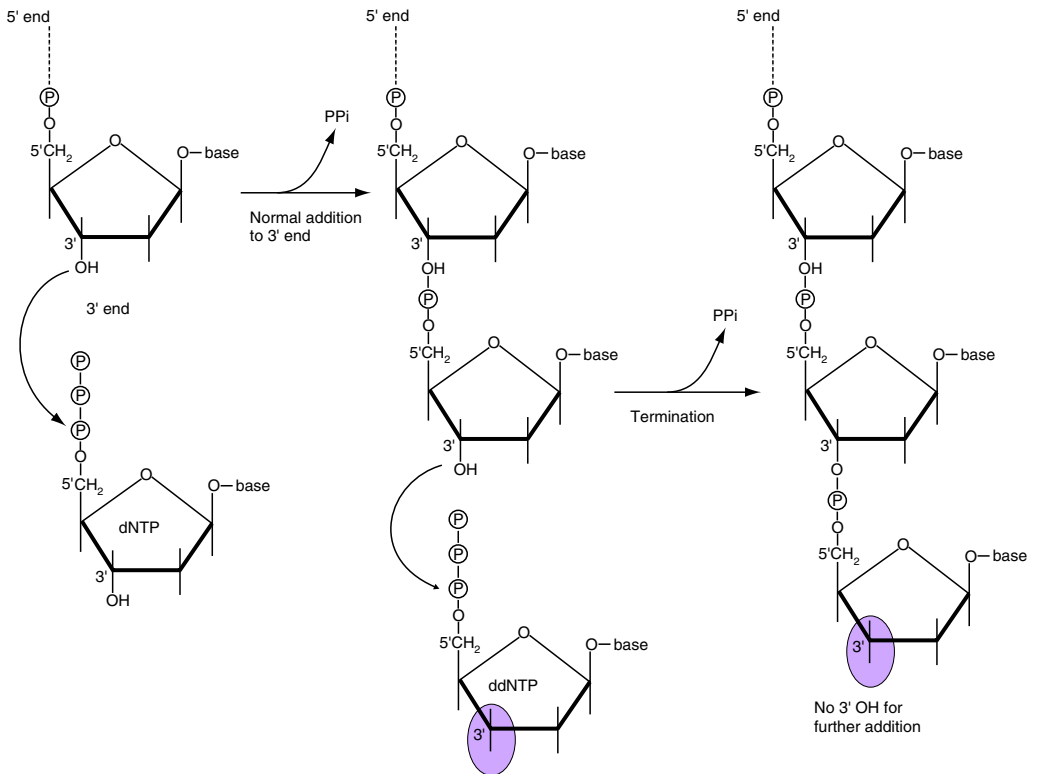 5' end
P
O
5'CH2
O
O–base
3'
OH
3' end
P
P
P
O
5'CH2
O
O–base
dNTP
3'
OH
PPi
Normal addition
to 3' end
5' end
P
O
5'CH2
O
O–base
3'
OH
P
O
5'CH2
O
O–base
3'
OH
P
P
P
O
5'CH2
O
O–base
ddNTP
3'
PPi
Termination
5' end
P
O
5'CH2
O
O–base
3'
OH
P
O
5'CH2
O
O–base
3'
O
P
O
5'CH2
O
O–base
3'
No 3' OH for
further addition